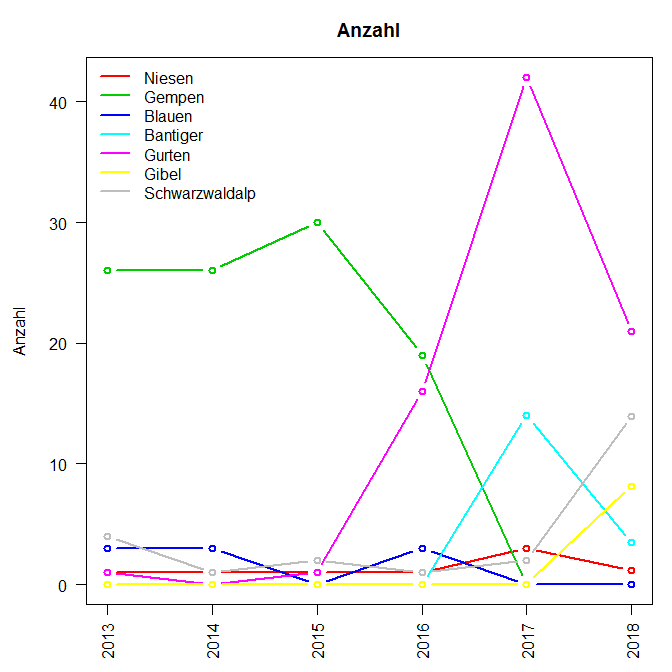 Anzahl
Niesen
Gempen
Blauen
Bantiger
Gurten
Gibel
Schwarzwaldalp
Anzahl
40
30
20
10
0
2013
2014
2015
2016
2017
2018